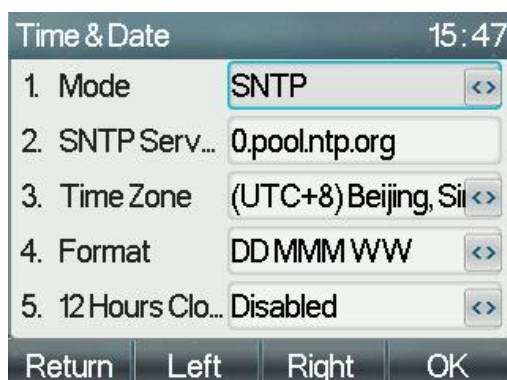 Time & Date 15:47
1. Mode SNTP
2. SNTP Serv... 0.pool.ntp.org
3. Time Zone (UTC+8) Beijing, Si
4. Format DD MMM WW
5. 12 Hours Clo... Disabled
Return Left Right OK